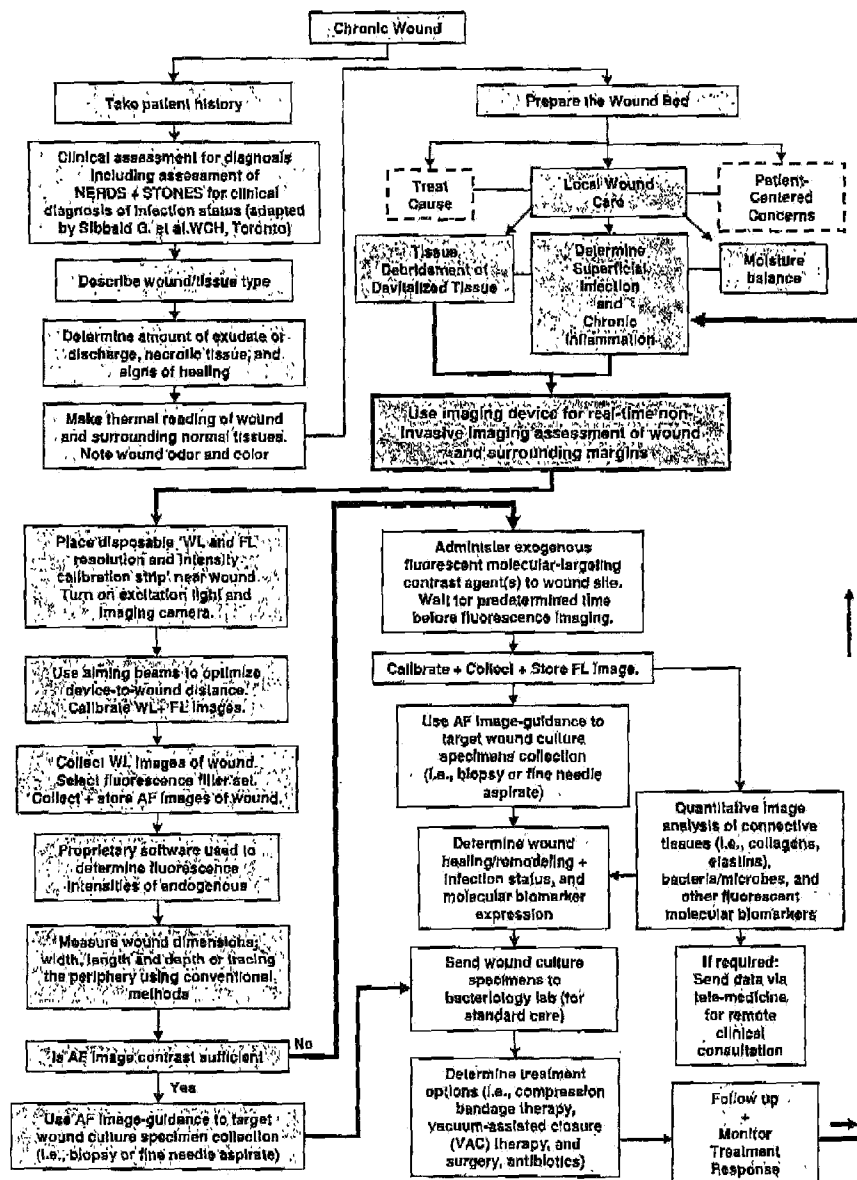 Chronic Wound
Take patient history
Clinical assessment for diagnosis
including assessment of
NERDS + STONES for clinical
diagnosis of infection status (adapted
by Sibbald G. et al.WCH, Toronto)
Describe wound/tissue type
Determine amount of exudate or
discharge, necrotic tissue, and
signs of healing
Make thermal reading of wound
and surrounding normal tissues.
Note wound odor and color
Prepare the Wound Bed
Treat
Cause
Local Wound
Care
Patient-
Centered
Concerns
Tissue
Debridement of
Devitalized Tissue
Determine
Superficial
Infection
and
Chronic
Inflammation
Moisture
balance
Use imaging device for real-time non-
invasive imaging assessment of wound
and surrounding margins
Place disposable 'WL and FL'
resolution and intensity
calibration strip' near wound.
Turn on excitation light and
imaging camera.
Use aiming beams to optimize
device-to-wound distance.
Calibrate WL+ FL images.
Collect WL images of wound.
Select fluorescence filter set.
Collect + store AF images of wound.
Proprietary software used to
determine fluorescence
intensities of endogenous
Measure wound dimensions;
width, length and depth or tracing
the periphery using conventional
methods
Is AF image contrast sufficient
No
Yes
Use AF image-guidance to target
wound culture specimen collection
(i.e., biopsy or fine needle aspirate)
Administer exogenous
fluorescent molecular-targeting
contrast agent(s) to wound site.
Wait for predetermined time
before fluorescence imaging.
Calibrate + Collect + Store FL Image.
Use AF image-guidance to
target wound culture
specimens collection
(i.e., biopsy or fine needle
aspirate)
Determine wound
healing/remodeling +
infection status, and
molecular biomarker
expression
Quantitative image
analysis of connective
tissues (i.e., collagens,
elastins),
bacteria/microbes, and
other fluorescent
molecular biomarkers
Send wound culture
specimens to
bacteriology lab (for
standard care)
If required:
Send data via
tele-medicine
for remote
clinical
consultation
Determine treatment
options (i.e., compression
bandage therapy,
vacuum-assisted closure
(VAC) therapy, and
surgery, antibiotics)
Follow up
+
Monitor
Treatment
Response